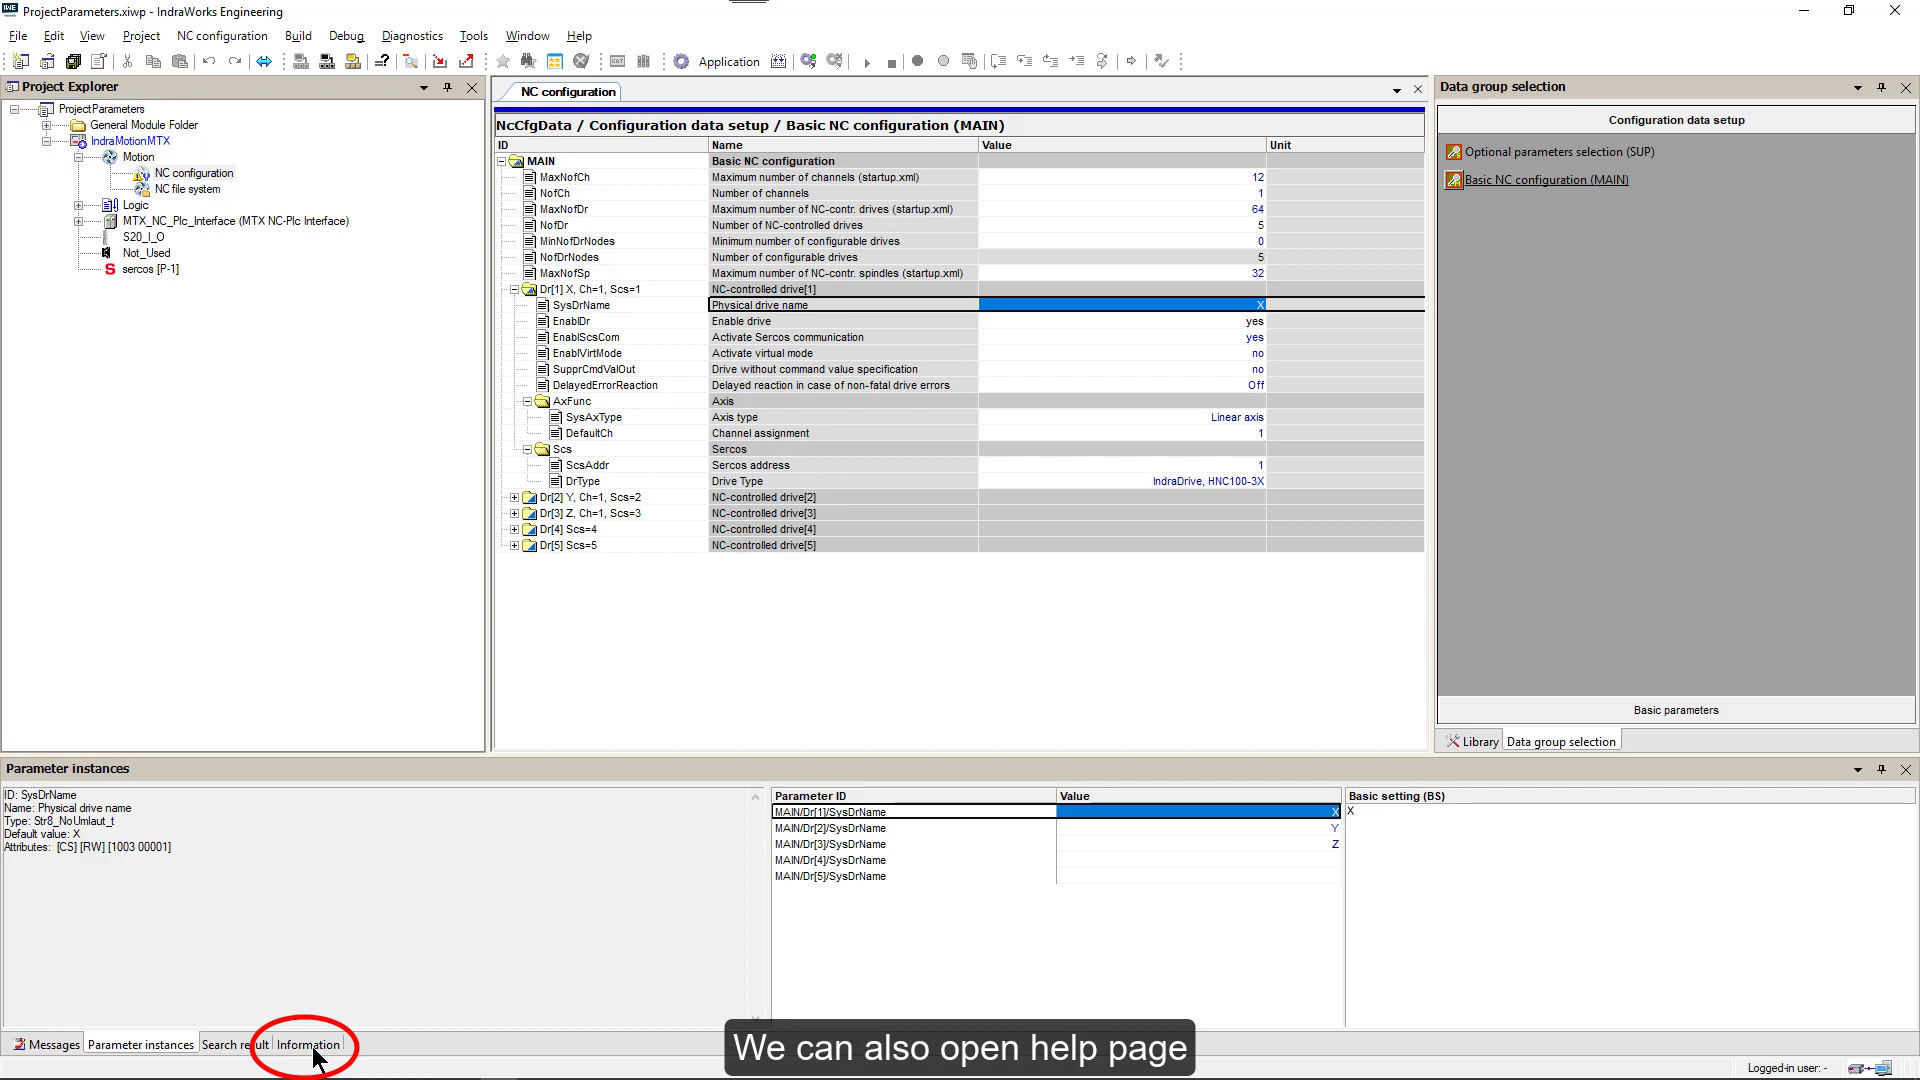 ProjectParameters.xiwp - IndraWorks Engineering
File Edit View Project NC configuration Build Debug Diagnostics Tools Window Help
Application
Project Explorer
ProjectParameters
General Module Folder
IndraMotionMTX
Motion
NC configuration
NC file system
Logic
MTX_NC_Plc_Interface (MTX NC-Plc Interface)
S20_I_O
Not_Used
sercos [P-1]
NC configuration
NcCfgData / Configuration data setup / Basic NC configuration (MAIN)
ID Name Value Unit
MAIN Basic NC configuration
MaxNofCh Maximum number of channels (startup.xml) 12
NofCh Number of channels 1
MaxNofDr Maximum number of NC-contr. drives (startup.xml) 64
NofDr Number of NC-controlled drives 5
MinNofDrNodes Minimum number of configurable drives 0
NofDrNodes Number of configurable drives 5
MaxNofSp Maximum number of NC-contr. spindles (startup.xml) 32
Dr[1] X, Ch=1, Scs=1 NC-controlled drive[1]
SysDrName Physical drive name X
EnablDr Enable drive yes
EnablScsCom Activate Sercos communication yes
EnablVirtMode Activate virtual mode no
SupprCmdValOut Drive without command value specification no
DelayedErrorReaction Delayed reaction in case of non-fatal drive errors Off
AxFunc Axis
SysAxType Axis type Linear axis
DefaultCh Channel assignment 1
Scs Sercos
ScsAddr Sercos address 1
DrType Drive Type IndraDrive, HNC100-3X
Dr[2] Y, Ch=1, Scs=2 NC-controlled drive[2]
Dr[3] Z, Ch=1, Scs=3 NC-controlled drive[3]
Dr[4] Scs=4 NC-controlled drive[4]
Dr[5] Scs=5 NC-controlled drive[5]
Data group selection
Configuration data setup
Optional parameters selection (SUP)
Basic NC configuration (MAIN)
Basic parameters
Library Data group selection
Parameter instances
ID: SysDrName
Name: Physical drive name
Type: Str8_NoUmlaut_t
Default value: X
Attributes: [CS] [RW] [1003 00001]
Parameter ID Value Basic setting (BS)
MAIN/Dr[1]/SysDrName X X
MAIN/Dr[2]/SysDrName Y
MAIN/Dr[3]/SysDrName Z
MAIN/Dr[4]/SysDrName
MAIN/Dr[5]/SysDrName
Messages Parameter instances Search result Information
We can also open help page
Logged-in user: -